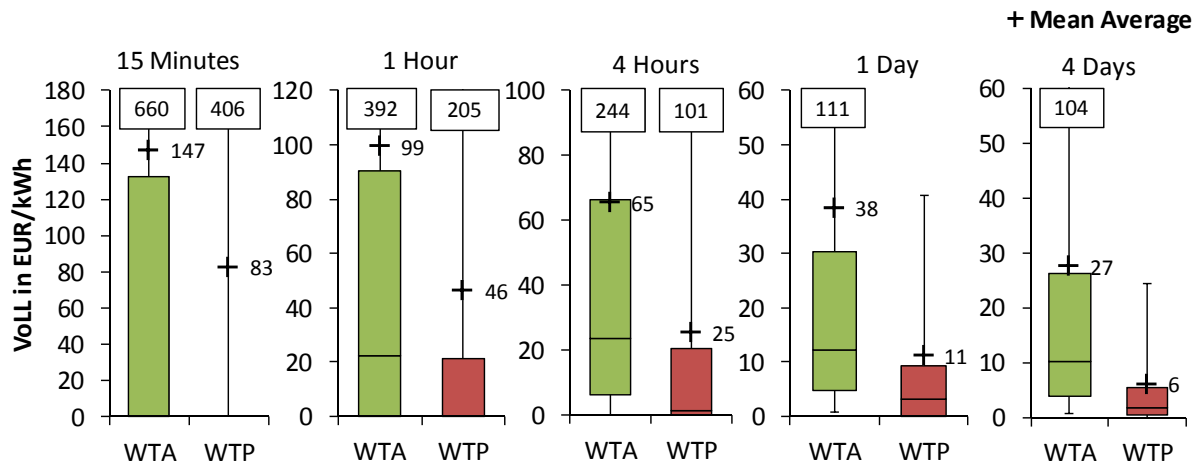 + Mean Average
15 Minutes 1 Hour 4 Hours 1 Day 4 Days
VoLL in EUR/kWh
180 160 140 120 100 80 60 40 20 0
660 406
147
83
WTA WTP
120 100 80 60 40 20 0
392 205
99
46
WTA WTP
100 80 60 40 20 0
244 101
65
25
WTA WTP
60 50 40 30 20 10 0
111
38
11
WTA WTP
60 50 40 30 20 10 0
104
27
6
WTA WTP